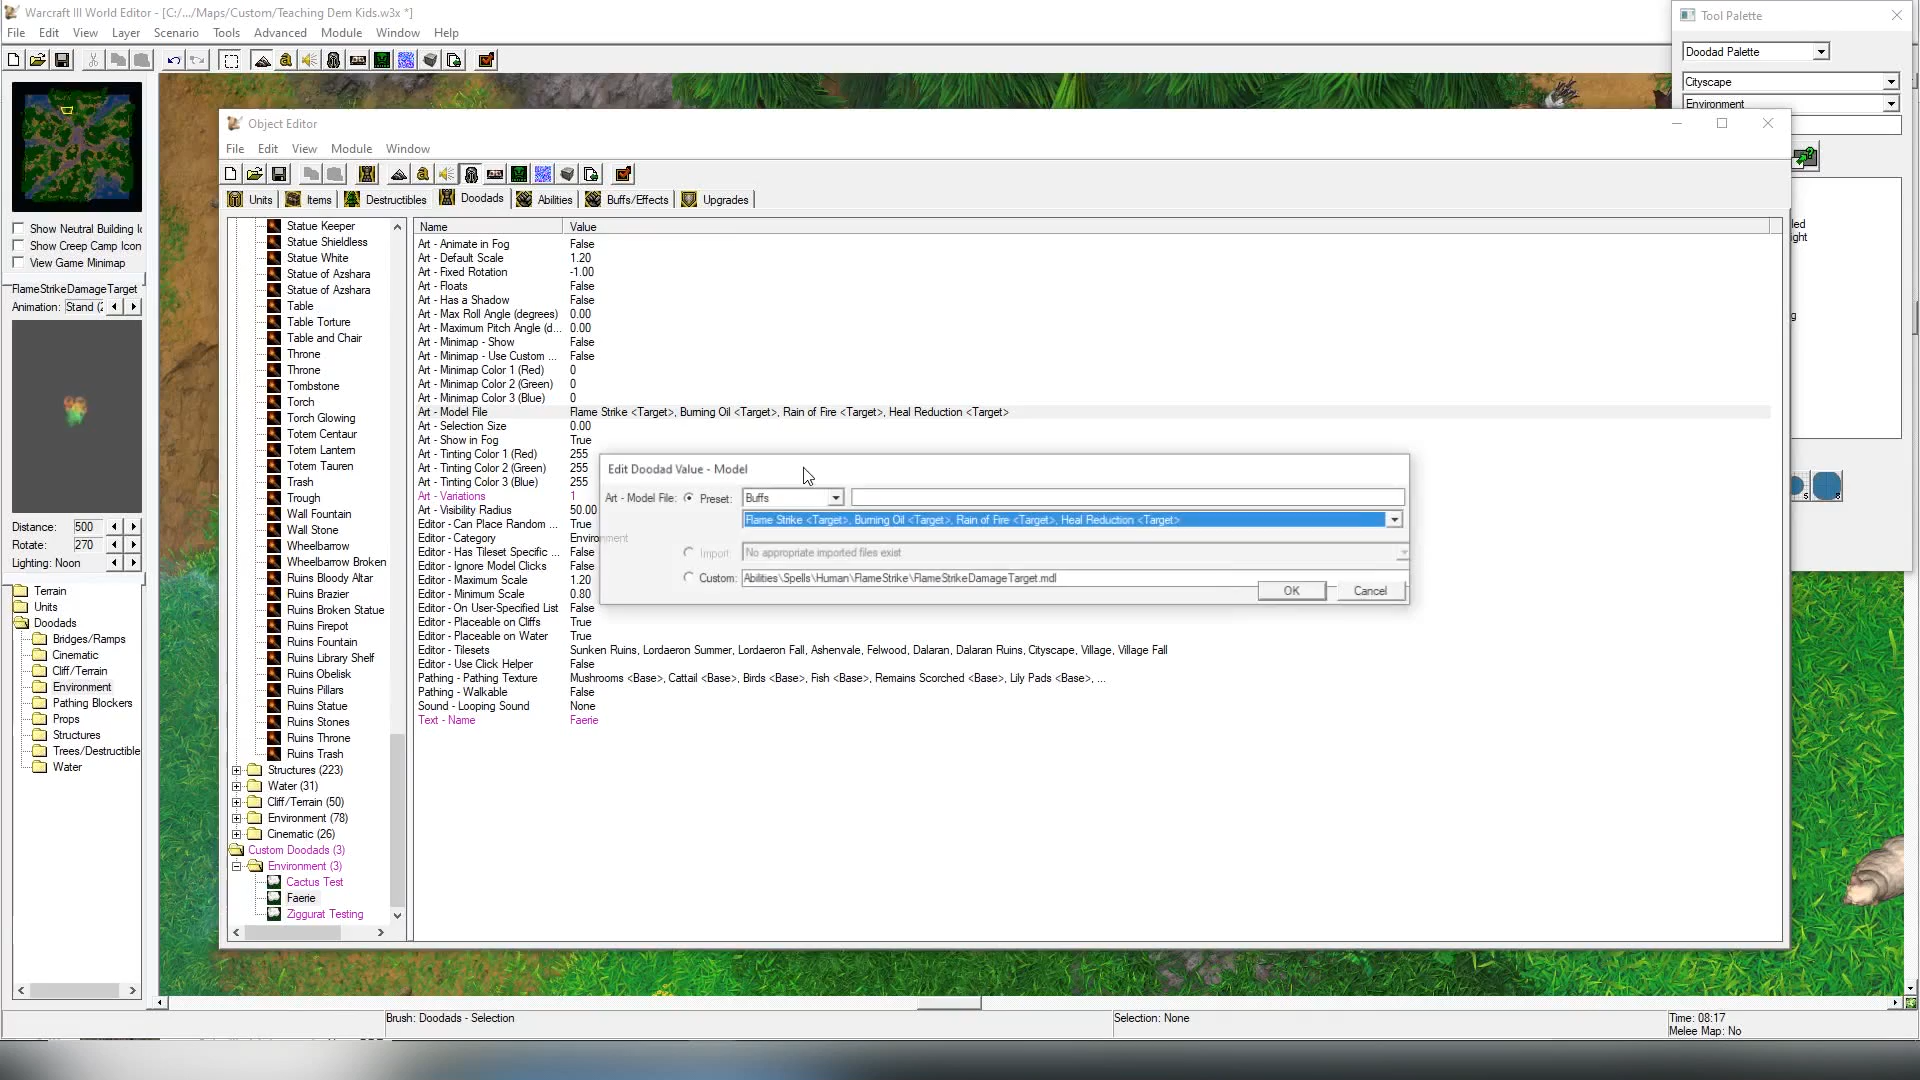 Warcraft III World Editor - [C:/.../Maps/Custom/Teaching Dem Kids.w3x *]
File Edit View Layer Scenario Tools Advanced Module Window Help
Tool Palette
Doodad Palette
Cityscape
Environment
Show Neutral Building I
Show Creep Camp Icon
View Game Minimap
FlameStrikeDamageTarget
Animation: Stand (2
Distance: 500
Rotate: 270
Lighting: Noon
Terrain
Units
Doodads
Bridges/Ramps
Cinematic
Cliff/Terrain
Environment
Pathing Blockers
Props
Structures
Trees/Destructible
Water
Object Editor
File Edit View Module Window
Units Items Destructibles Doodads Abilities Buffs/Effects Upgrades
Statue Keeper
Statue Shieldless
Statue White
Statue of Azshara
Statue of Azshara
Table
Table Torture
Table and Chair
Throne
Throne
Tombstone
Torch
Torch Glowing
Totem Centaur
Totem Lantern
Totem Tauren
Trash
Trough
Wall Fountain
Wall Stone
Wheelbarrow
Wheelbarrow Broken
Ruins Bloody Altar
Ruins Brazier
Ruins Broken Statue
Ruins Firepot
Ruins Fountain
Ruins Library Shelf
Ruins Obelisk
Ruins Pillars
Ruins Statue
Ruins Stones
Ruins Throne
Ruins Trash
Structures (223)
Water (31)
Cliff/Terrain (50)
Environment (78)
Cinematic (26)
Custom Doodads (3)
Environment (3)
Cactus Test
Faerie
Ziggurat Testing
Name Value
Art - Animate in Fog False
Art - Default Scale 1.20
Art - Fixed Rotation -1.00
Art - Floats False
Art - Has a Shadow False
Art - Max Roll Angle (degrees) 0.00
Art - Maximum Pitch Angle (d... 0.00
Art - Minimap - Show False
Art - Minimap - Use Custom ... False
Art - Minimap Color 1 (Red) 0
Art - Minimap Color 2 (Green) 0
Art - Minimap Color 3 (Blue) 0
Art - Model File Flame Strike <Target>, Burning Oil <Target>, Rain of Fire <Target>, Heal Reduction <Target>
Art - Selection Size 0.00
Art - Show in Fog True
Art - Tinting Color 1 (Red) 255
Art - Tinting Color 2 (Green) 255
Art - Tinting Color 3 (Blue) 255
Art - Variations 1
Art - Visibility Radius 50.00
Editor - Can Place Random ... True
Editor - Category Environment
Editor - Has Tileset Specific ... False
Editor - Ignore Model Clicks False
Editor - Maximum Scale 1.20
Editor - Minimum Scale 0.80
Editor - On User-Specified List False
Editor - Placeable on Cliffs True
Editor - Placeable on Water True
Editor - Tilesets Sunken Ruins, Lordaeron Summer, Lordaeron Fall, Ashenvale, Felwood, Dalaran, Dalaran Ruins, Cityscape, Village, Village Fall
Editor - Use Click Helper False
Pathing - Pathing Texture Mushrooms <Base>, Cattail <Base>, Birds <Base>, Fish <Base>, Remains Scorched <Base>, Lily Pads <Base>, ...
Pathing - Walkable False
Sound - Looping Sound None
Text - Name Faerie
Edit Doodad Value - Model
Art - Model File: Preset: Buffs
Flame Strike <Target>, Burning Oil <Target>, Rain of Fire <Target>, Heal Reduction <Target>
Import No appropriate imported files exist
Custom: Abilities\Spells\Human\FlameStrike\FlameStrikeDamageTarget.mdl
OK Cancel
led
ight
g
Brush: Doodads - Selection
Selection: None
Time: 08:17
Melee Map: No